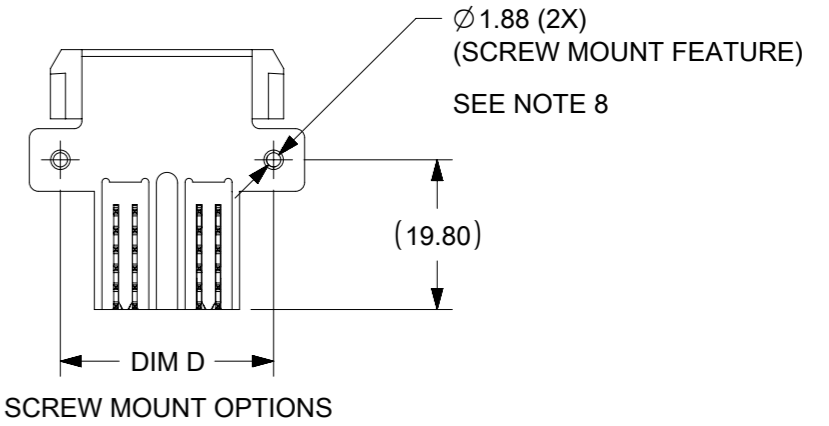 ∅1.88 (2X)
(SCREW MOUNT FEATURE)
SEE NOTE 8
(19.80)
DIM D
SCREW MOUNT OPTIONS